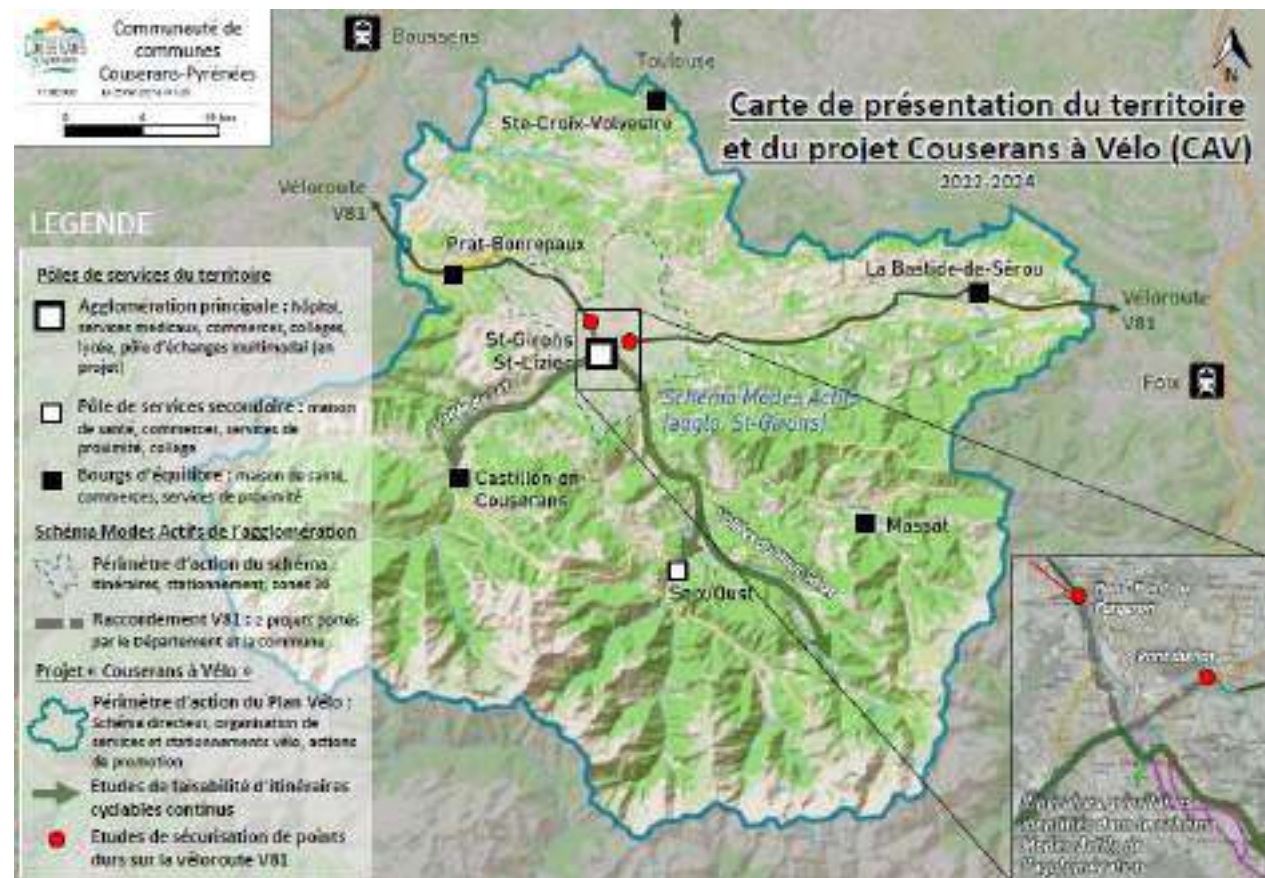 Communauté de
communes
Couserans-Pyrénées
Boussens
Toulouse
N
Carte de présentation du territoire
et du projet Couserans à Vélo (CAV)
2022-2024
Ste-Croix-Volvestre
Véloroute
V81
Prat-Bonrepaux
La Bastide-de-Sérou
Véloroute
V81
St-Girons
St-Lizier
Foix
Schéma Modes Actifs
(agglo. St-Girons)
Castillon-en-
Couserans
Massat
Seix/Oust
LEGENDE
Pôles de services du territoire
Agglomération principale : hôpital,
services médicaux, commerces, collèges,
lycée, pôle d'échanges multimodal (en
projet)
Pôle de services secondaire : maison
de santé, commerces, services de
proximité, collège
Bourgs d'équilibre : maison de santé,
commerces, services de proximité
Schéma Modes Actifs de l'agglomération
Périmètre d'action du schéma :
itinéraires, stationnement, zones 30
Raccordement V81 : 2 projets portés
par le Département et la commune
Projet « Couserans à Vélo »
Périmètre d'action du Plan Vélo :
Schéma directeur, organisation de
services et stationnements vélo, actions
de promotion
Etudes de faisabilité d'itinéraires
cyclables continus
Etudes de sécurisation de points
durs sur la véloroute V81
Modes Actifs de
l'agglomération